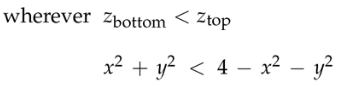 wherever z_bottom < z_top
x² + y² < 4 − x² − y²